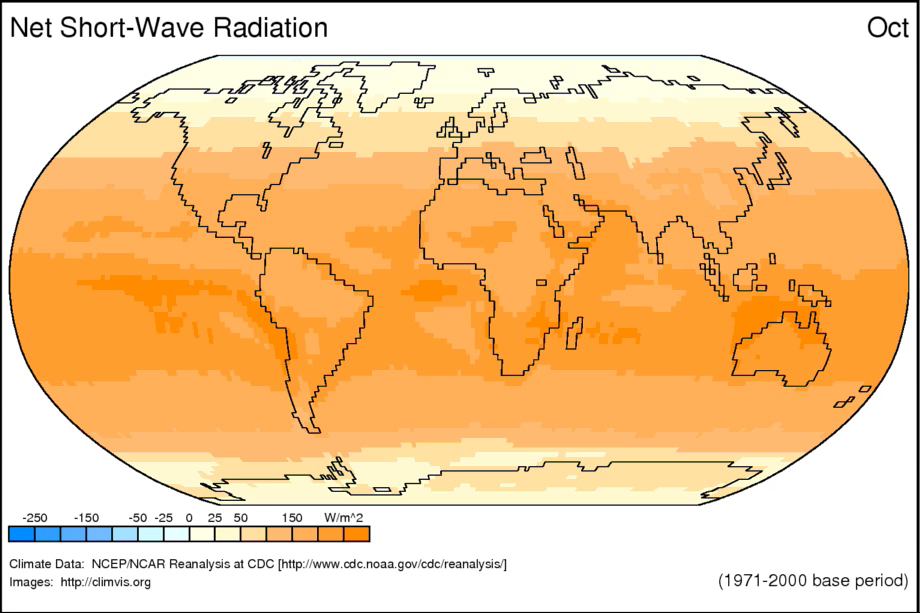 Net Short-Wave Radiation Oct
-250 -150 -50 -25 0 25 50 150 W/m^2
Climate Data: NCEP/NCAR Reanalysis at CDC [http://www.cdc.noaa.gov/cdc/reanalysis/]
Images: http://climvis.org (1971-2000 base period)